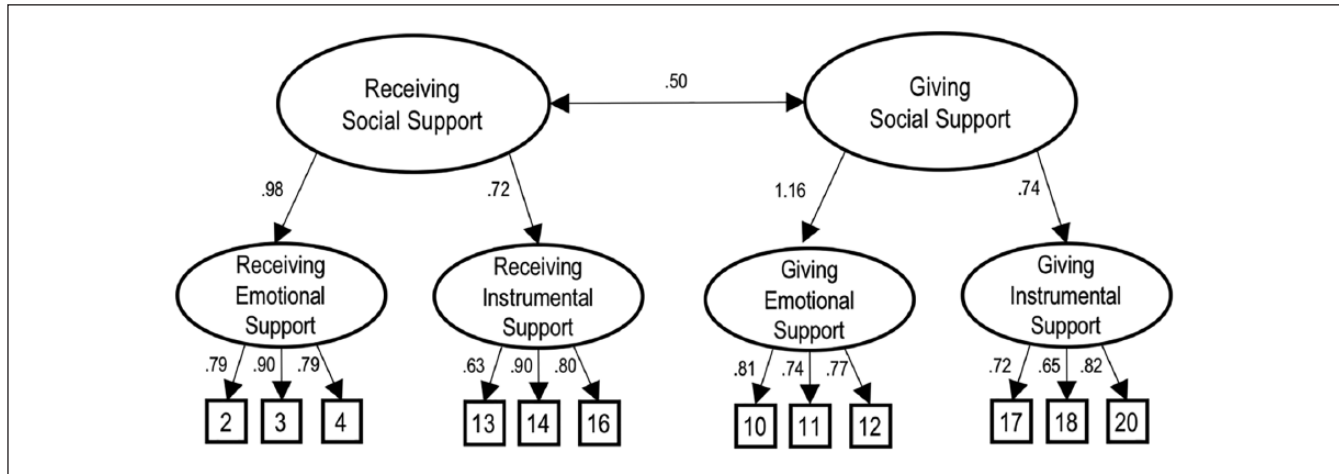 Receiving
Social Support
.50
Giving
Social Support
.98
.72
1.16
.74
Receiving
Emotional
Support
Receiving
Instrumental
Support
Giving
Emotional
Support
Giving
Instrumental
Support
.79 .90 .79
.63 .90 .80
.81 .74 .77
.72 .65 .82
2 3 4
13 14 16
10 11 12
17 18 20